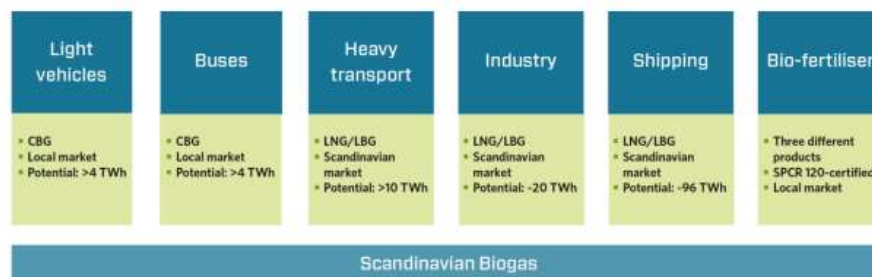 Light
vehicles
CBG
Local market
Potential: >4 TWh
Buses
CBG
Local market
Potential: >4 TWh
Heavy
transport
LNG/LBG
Scandinavian
market
Potential: >10 TWh
Industry
LNG/LBG
Scandinavian
market
Potential: ~20 TWh
Shipping
LNG/LBG
Scandinavian
market
Potential: ~96 TWh
Bio-fertiliser
Three different
products
SPCR 120-certified
Local market
Scandinavian Biogas